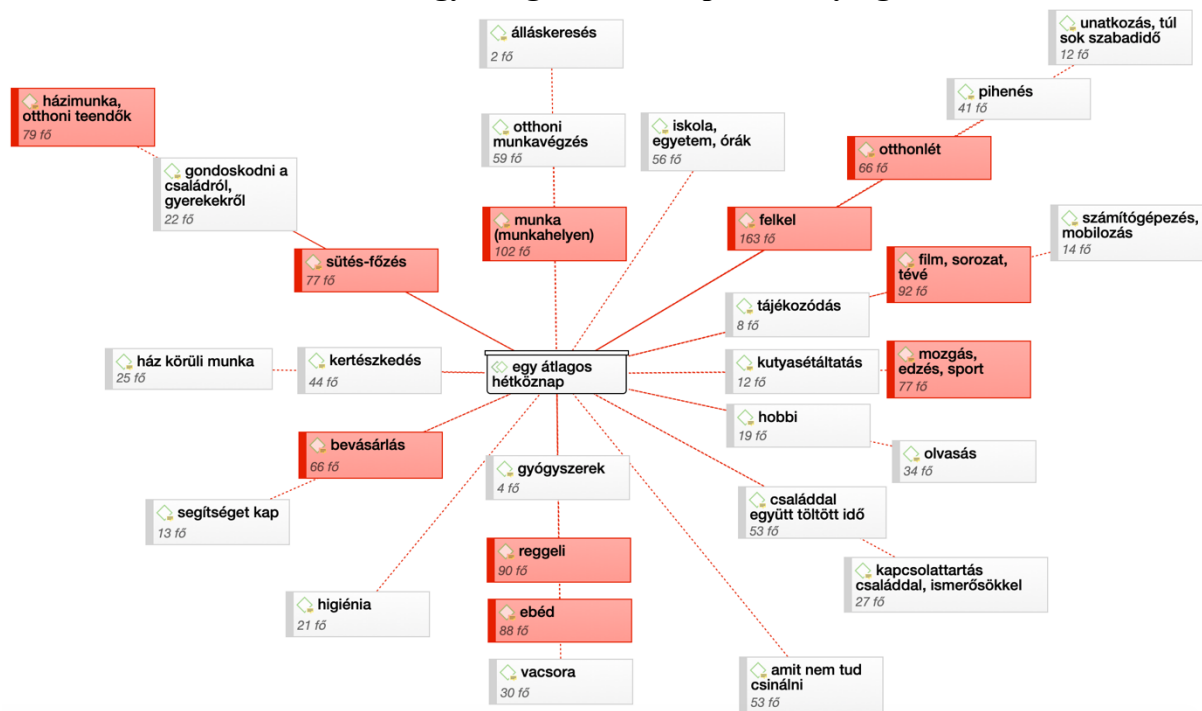 álláskeresés
2 fő
unatkozás, túl
sok szabadidő
12 fő
házimunka,
otthoni teendők
79 fő
pihenés
41 fő
otthoni
munkavégzés
59 fő
iskola,
egyetem, órák
56 fő
otthonlét
66 fő
gondoskodni a
családról,
gyerekekről
22 fő
munka
(munkahelyen)
102 fő
felkel
163 fő
számítógépezés,
mobilozás
14 fő
sütés-főzés
77 fő
film, sorozat,
tévé
92 fő
tájékozódás
8 fő
ház körüli munka
25 fő
kertészkedés
44 fő
egy átlagos
hétköznap
kutyasétáltatás
12 fő
mozgás,
edzés, sport
77 fő
hobbi
19 fő
bevásárlás
66 fő
olvasás
34 fő
gyógyszerek
4 fő
segítséget kap
13 fő
családdal
együtt töltött idő
53 fő
reggeli
90 fő
kapcsolattartás
családdal, ismerősökkel
27 fő
higiénia
21 fő
ebéd
88 fő
vacsora
30 fő
amit nem tud
csinálni
53 fő